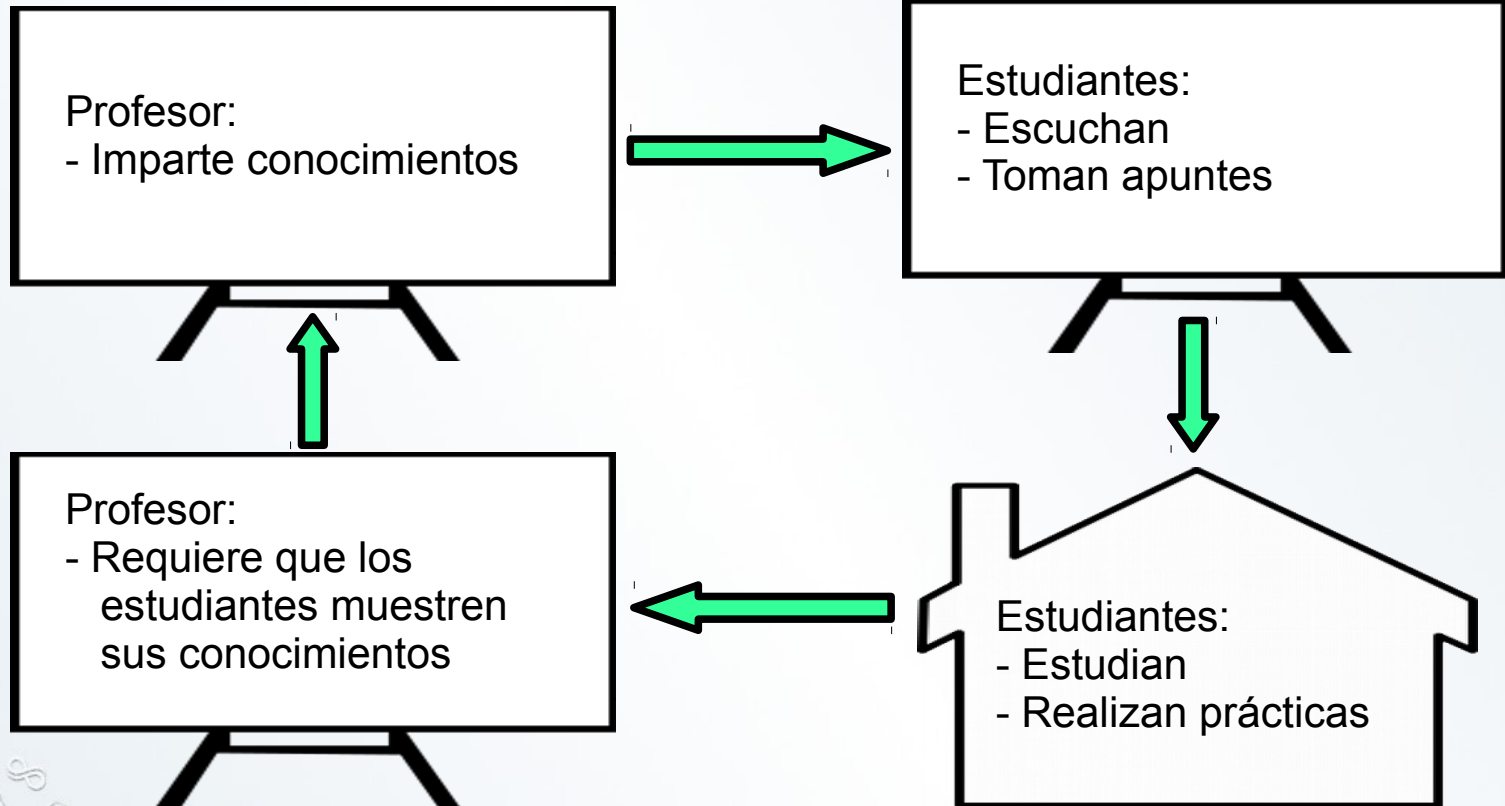 Profesor:
- Imparte conocimientos
Estudiantes:
- Escuchan
- Toman apuntes
Profesor:
- Requiere que los
estudiantes muestren
sus conocimientos
Estudiantes:
- Estudian
- Realizan prácticas